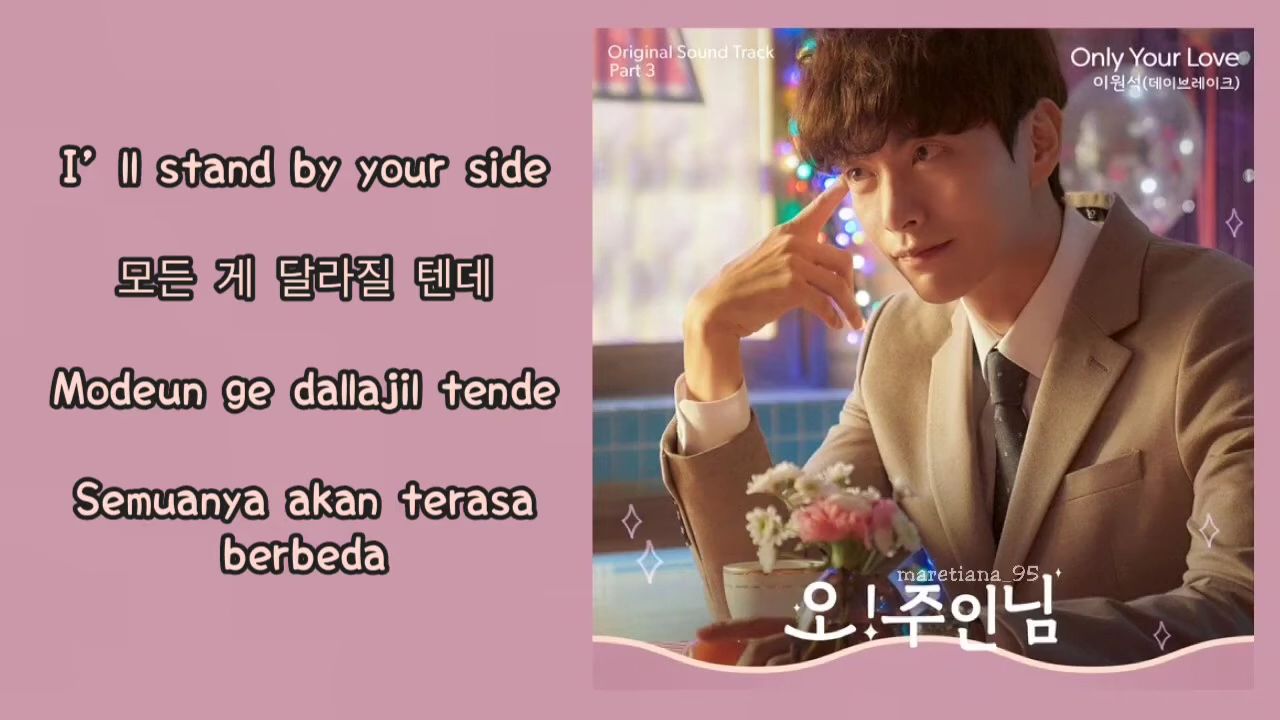 I’ll stand by your side
모든 게 달라질 텐데
Modeun ge dallajil tende
Semuanya akan terasa
berbeda
Original Sound Track
Part 3
Only Your Love
이원석(데이브레이크)
maretiana_95
오!주인님